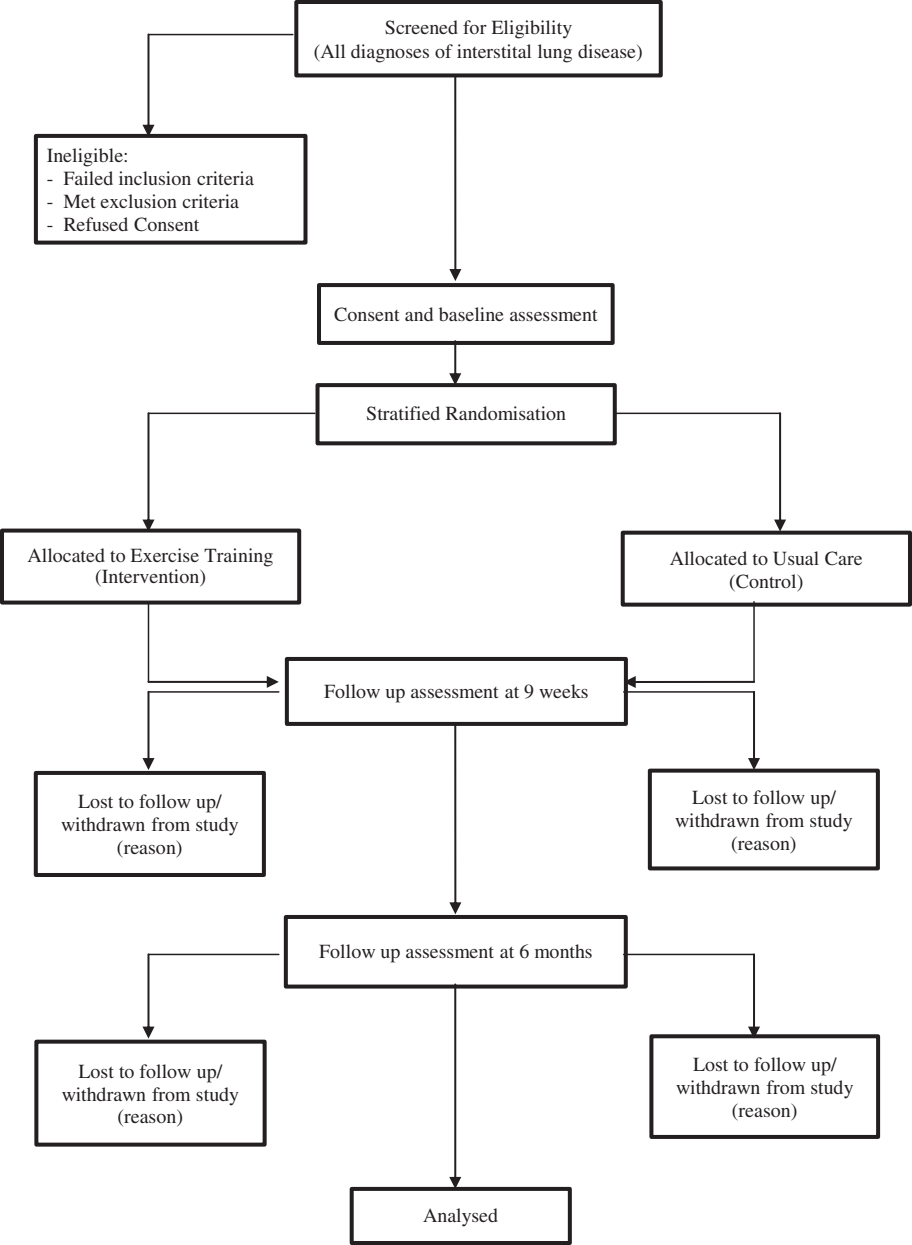 Screened for Eligibility
(All diagnoses of interstital lung disease)
Ineligible:
- Failed inclusion criteria
- Met exclusion criteria
- Refused Consent
Consent and baseline assessment
Stratified Randomisation
Allocated to Exercise Training
(Intervention)
Allocated to Usual Care
(Control)
Follow up assessment at 9 weeks
Lost to follow up/
withdrawn from study
(reason)
Lost to follow up/
withdrawn from study
(reason)
Follow up assessment at 6 months
Lost to follow up/
withdrawn from study
(reason)
Lost to follow up/
withdrawn from study
(reason)
Analysed